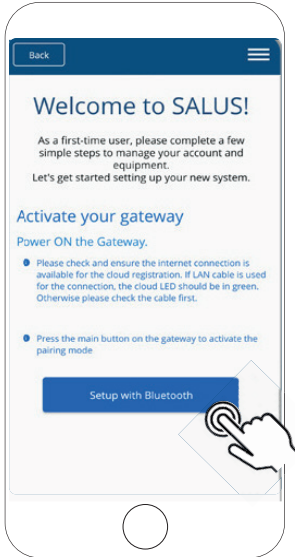 Back
Welcome to SALUS!
As a first-time user, please complete a few
simple steps to manage your account and
equipment.
Let's get started setting up your new system.
Activate your gateway
Power ON the Gateway.
Please check and ensure the internet connection is
available for the cloud registration. If LAN cable is used
for the connection, the cloud LED should be in green.
Otherwise please check the cable first.
Press the main button on the gateway to activate the
pairing mode
Setup with Bluetooth